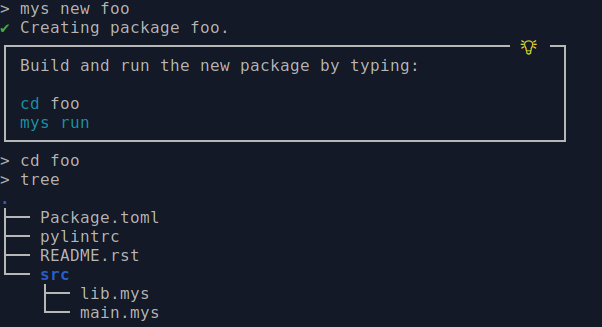 > mys new foo
✔ Creating package foo.
Build and run the new package by typing:
cd foo
mys run
> cd foo
> tree
.
├── Package.toml
├── pylintrc
├── README.rst
└── src
    ├── lib.mys
    └── main.mys